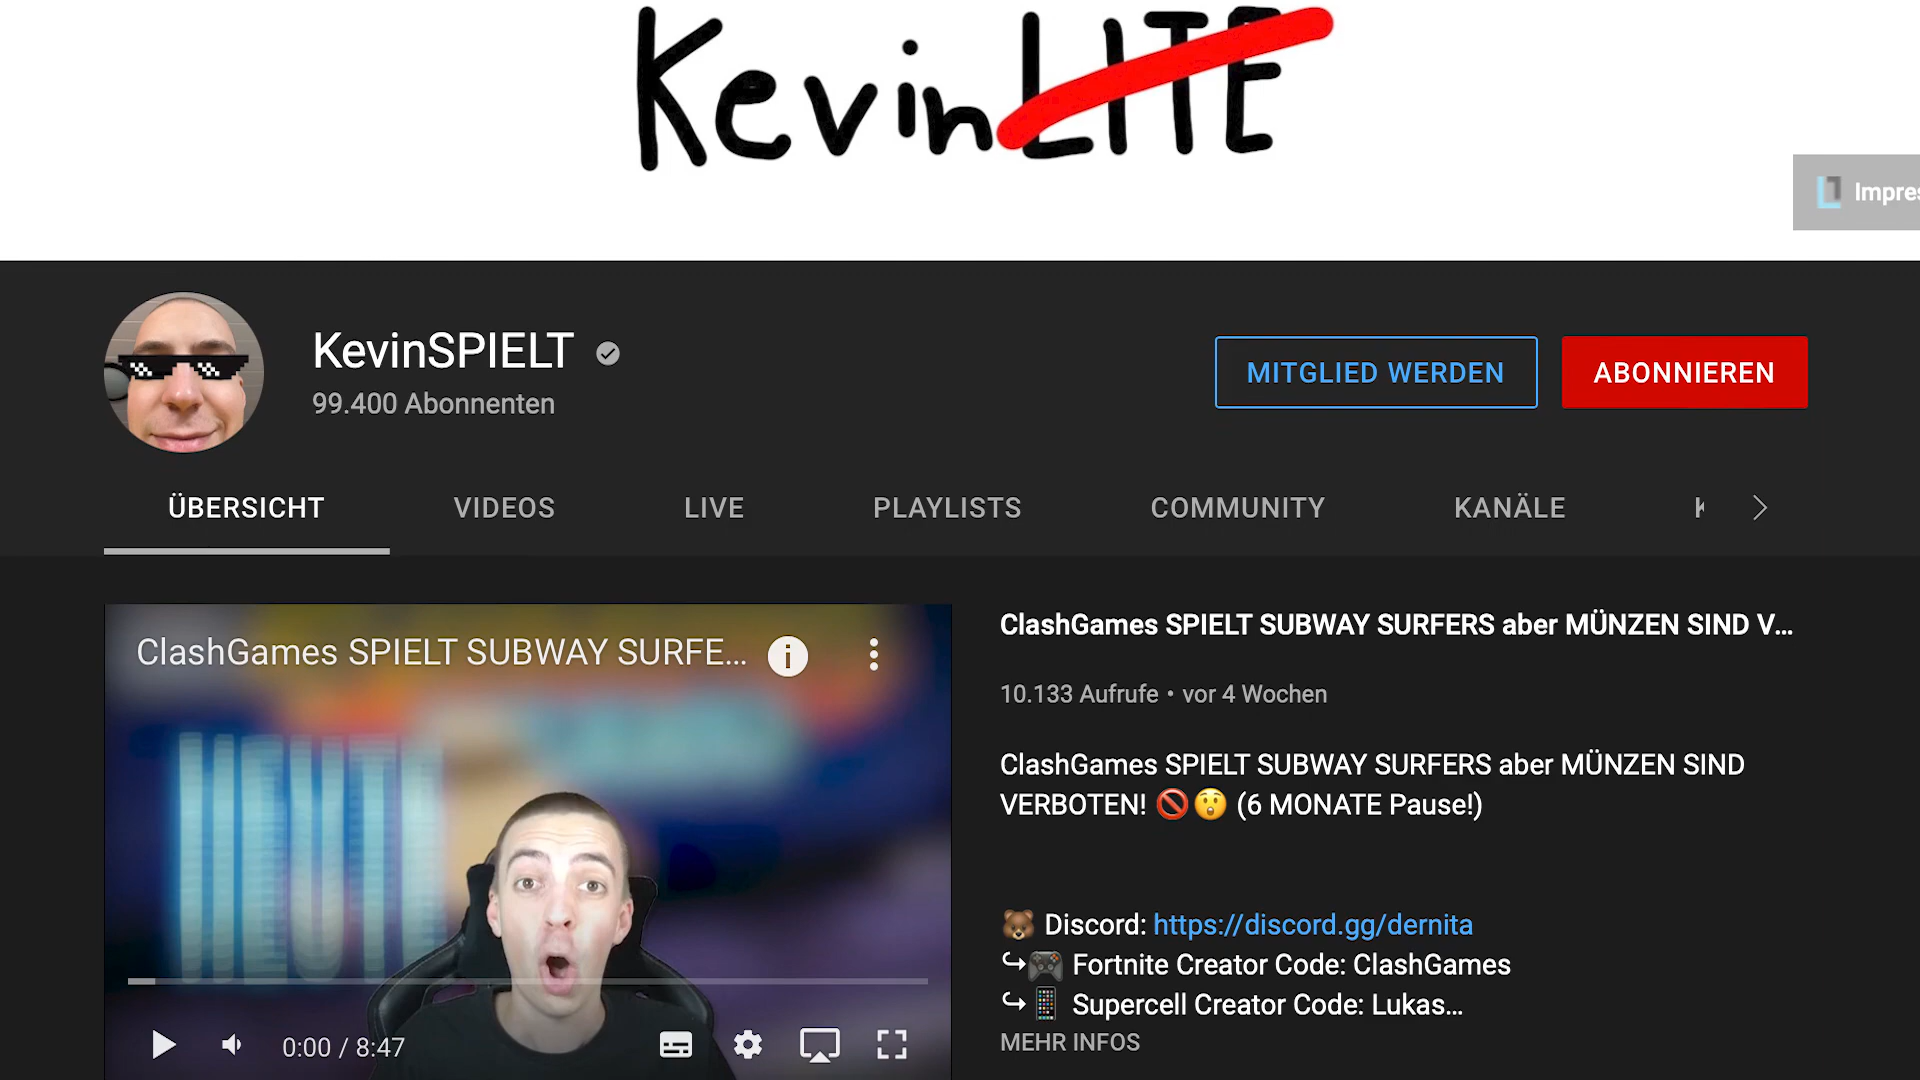 KevinLITE
Impres
KevinSPIELT
99.400 Abonnenten
MITGLIED WERDEN
ABONNIEREN
ÜBERSICHT
VIDEOS
LIVE
PLAYLISTS
COMMUNITY
KANÄLE
K
ClashGames SPIELT SUBWAY SURFE...
ClashGames SPIELT SUBWAY SURFERS aber MÜNZEN SIND V...
10.133 Aufrufe • vor 4 Wochen
ClashGames SPIELT SUBWAY SURFERS aber MÜNZEN SIND
VERBOTEN! 🚫😲 (6 MONATE Pause!)
🐻 Discord: https://discord.gg/dernita
↪🎮 Fortnite Creator Code: ClashGames
↪📱 Supercell Creator Code: Lukas...
MEHR INFOS
0:00 / 8:47